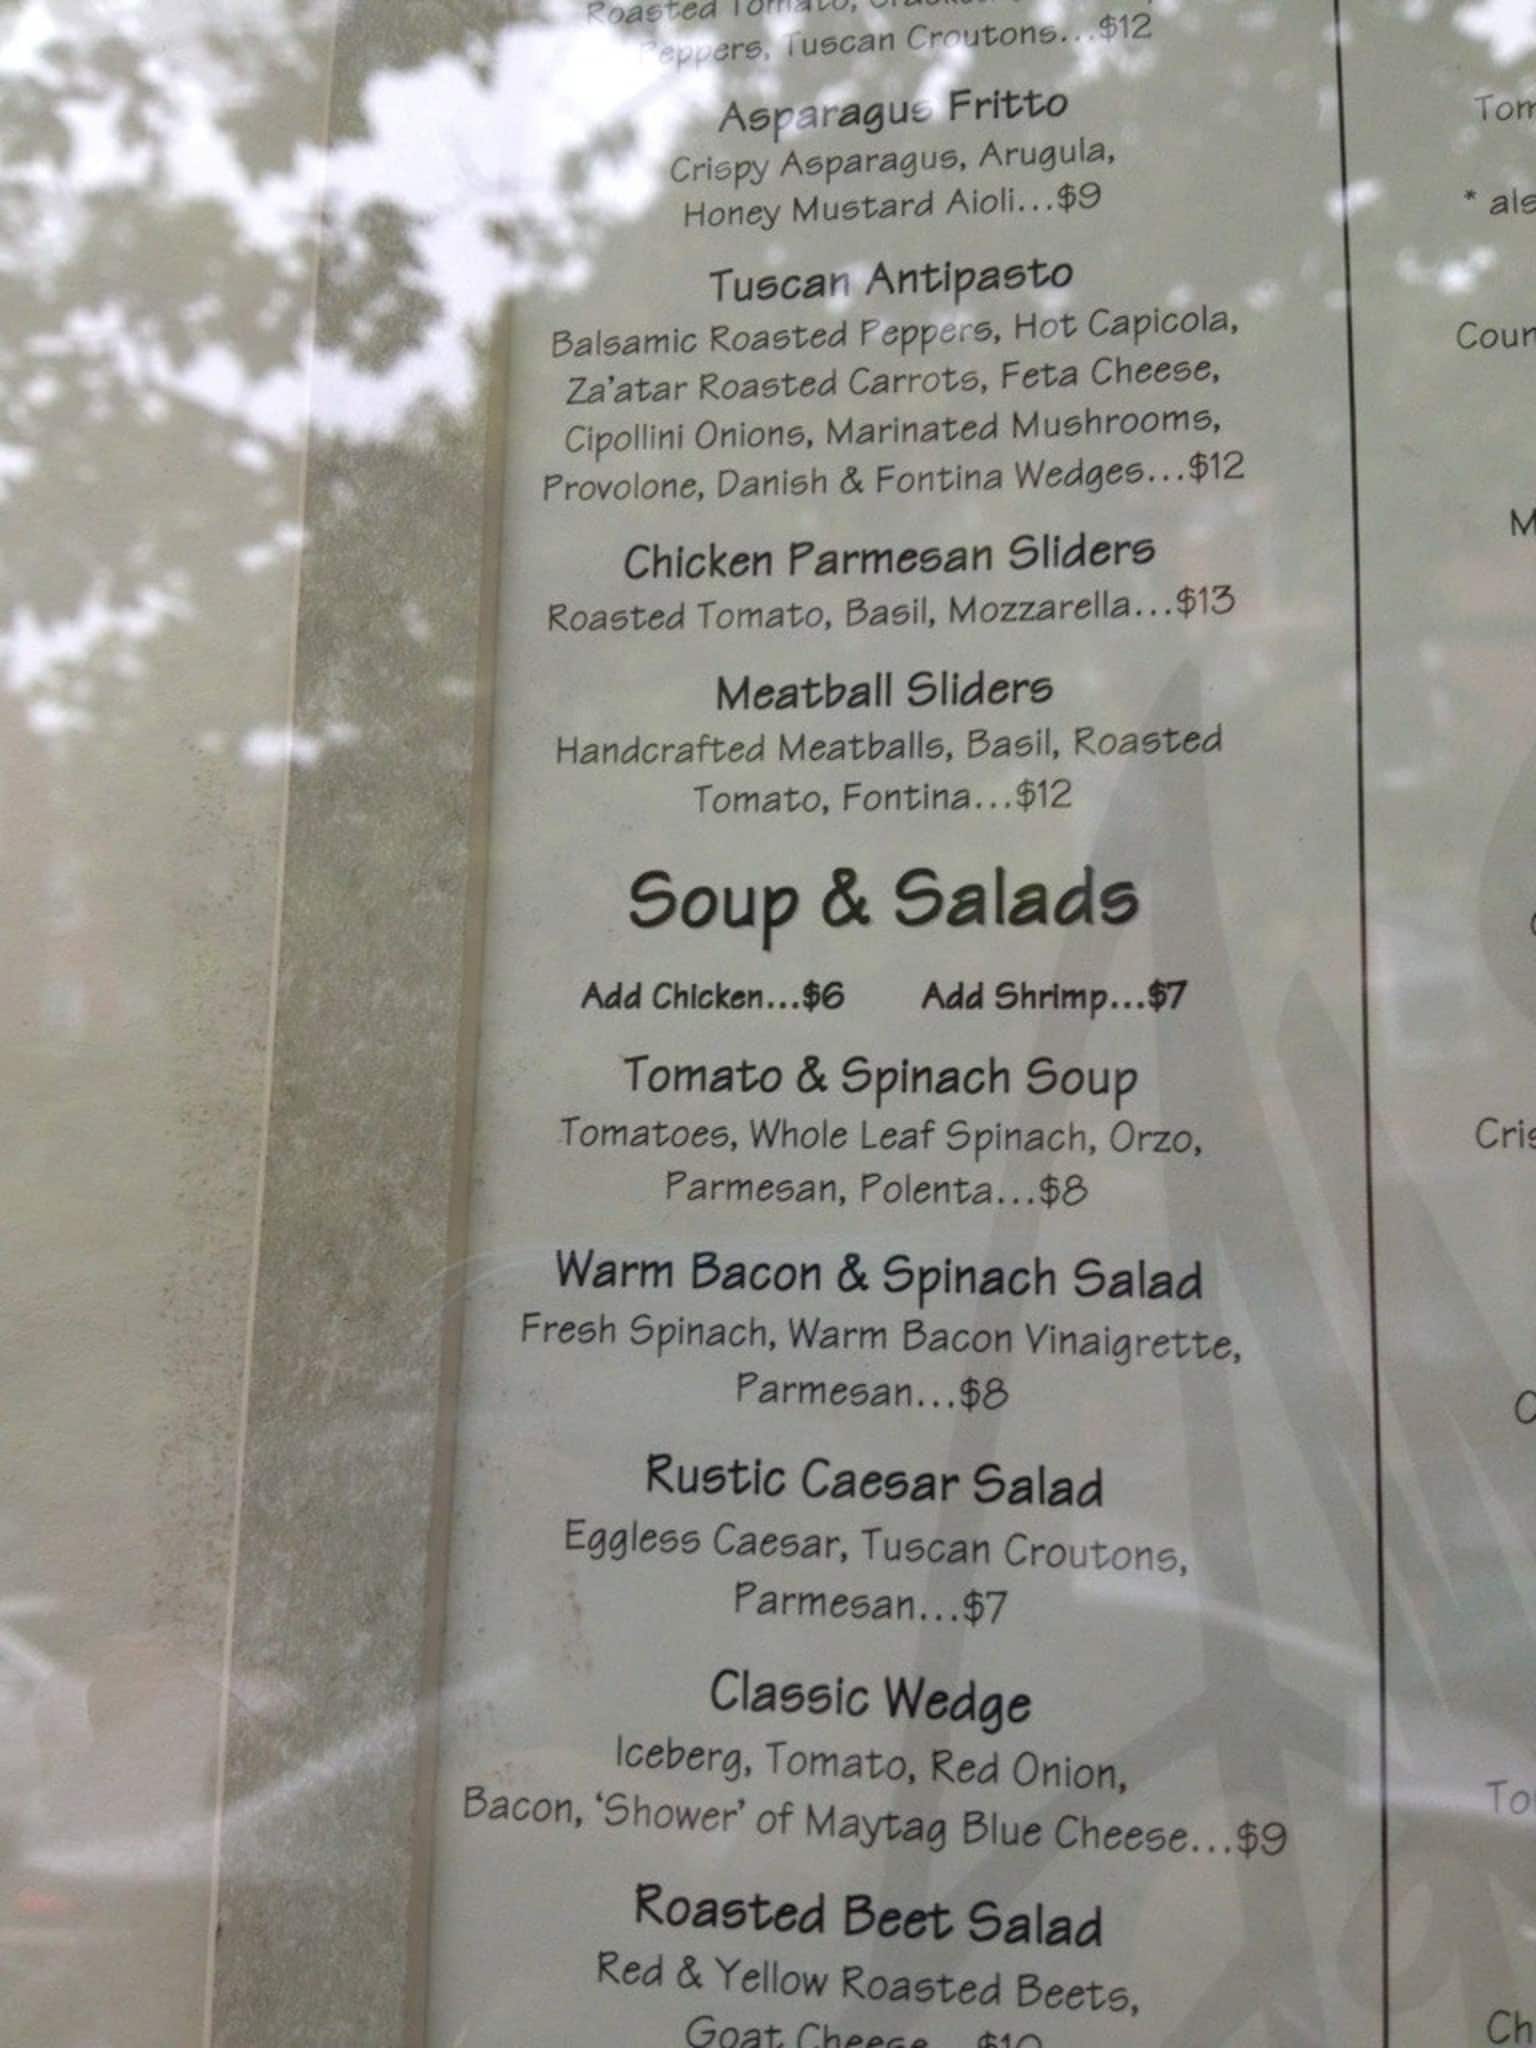 Roasted Tomato,
Peppers, Tuscan Croutons...$12
Asparagus Fritto
Crispy Asparagus, Arugula,
Honey Mustard Aioli...$9
Tuscan Antipasto
Balsamic Roasted Peppers, Hot Capicola,
Za'atar Roasted Carrots, Feta Cheese,
Cipollini Onions, Marinated Mushrooms,
Provolone, Danish & Fontina Wedges...$12
Chicken Parmesan Sliders
Roasted Tomato, Basil, Mozzarella...$13
Meatball Sliders
Handcrafted Meatballs, Basil, Roasted
Tomato, Fontina...$12
Soup & Salads
Add Chicken...$6 Add Shrimp...$7
Tomato & Spinach Soup
Tomatoes, Whole Leaf Spinach, Orzo,
Parmesan, Polenta...$8
Warm Bacon & Spinach Salad
Fresh Spinach, Warm Bacon Vinaigrette,
Parmesan...$8
Rustic Caesar Salad
Eggless Caesar, Tuscan Croutons,
Parmesan...$7
Classic Wedge
Iceberg, Tomato, Red Onion,
Bacon, 'Shower' of Maytag Blue Cheese...$9
Roasted Beet Salad
Red & Yellow Roasted Beets,
Goat Cheese...$10